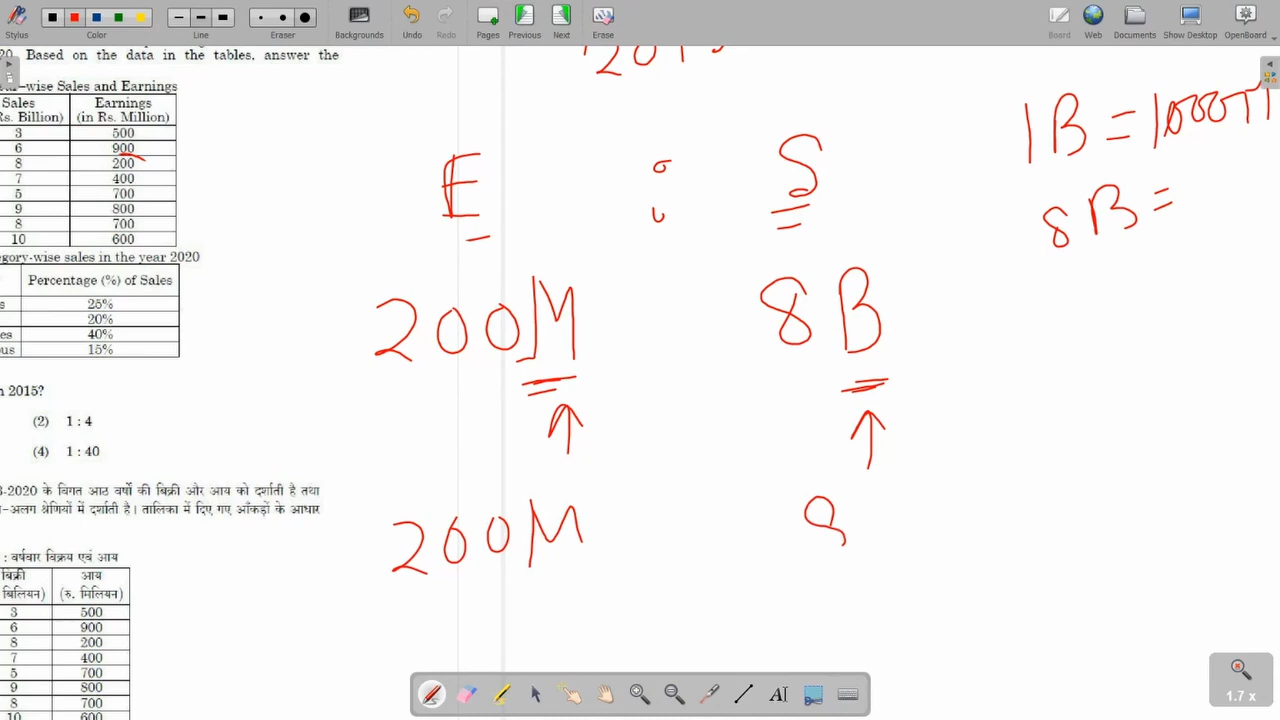 Stylus Color Line Eraser Backgrounds Undo Redo Pages Previous Next Erase Board Web Documents Show Desktop OpenBoard
20. Based on the data in the tables, answer the
-wise Sales and Earnings
Sales Earnings
Rs. Billion) (in Rs. Million)
3 500
6 900
8 200
7 400
5 700
9 800
8 700
10 600
egory-wise sales in the year 2020
Percentage (%) of Sales
s 25%
20%
es 40%
ous 15%
n 2015?
(2) 1 : 4
(4) 1 : 40
3-2020 के विगत आठ वर्षों की बिक्री और आय को दर्शाती है तथा
-अलग श्रेणियों में दर्शाती है। तालिका में दिए गए आँकड़ों के आधार
: वर्षवार बिक्रय एवं आय
बिक्री आय
बिलियन) (रु. मिलियन)
3 500
6 900
8 200
7 400
5 700
9 800
8 700
10 600
E : S
200M 8B
200M 8
1B = 1000
8B =
1.7 x